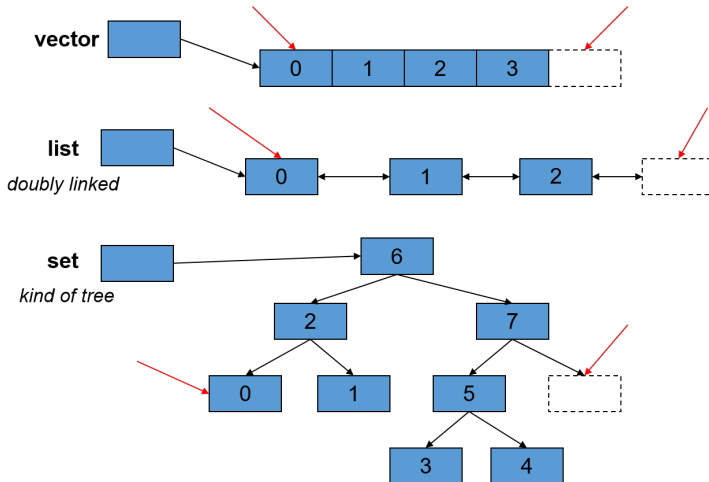 vector
0 1 2 3
list
doubly linked
0 1 2
set
kind of tree
6
2 7
0 1 5
3 4